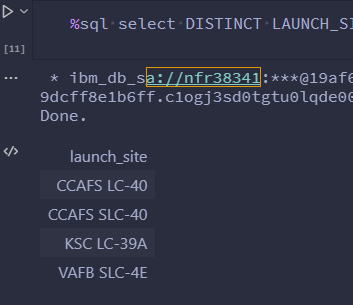 %sql select DISTINCT LAUNCH_SI
[11]
* ibm_db_sa://nfr38341:***@19af6
9dcff8e1b6ff.c1ogj3sd0tgtu0lqde00
Done.
launch_site
CCAFS LC-40
CCAFS SLC-40
KSC LC-39A
VAFB SLC-4E